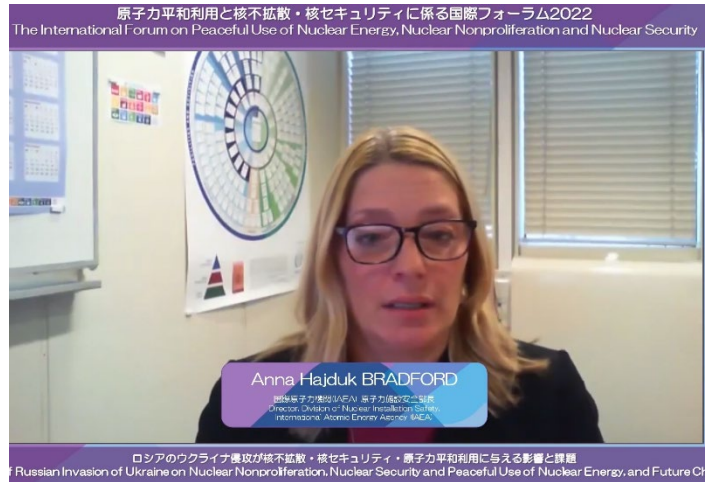 原子力平和利用と核不拡散・核セキュリティに係る国際フォーラム2022
The International Forum on Peaceful Use of Nuclear Energy, Nuclear Nonproliferation and Nuclear Security
Anna Hajduk BRADFORD
国際原子力機関(IAEA) 原子力施設安全部長
Director, Division of Nuclear Installation Safety,
International Atomic Energy Agency (IAEA)
ロシアのウクライナ侵攻が核不拡散・核セキュリティ・原子力平和利用に与える影響と課題
f Russian Invasion of Ukraine on Nuclear Nonproliferation, Nuclear Security and Peaceful Use of Nuclear Energy, and Future Ch